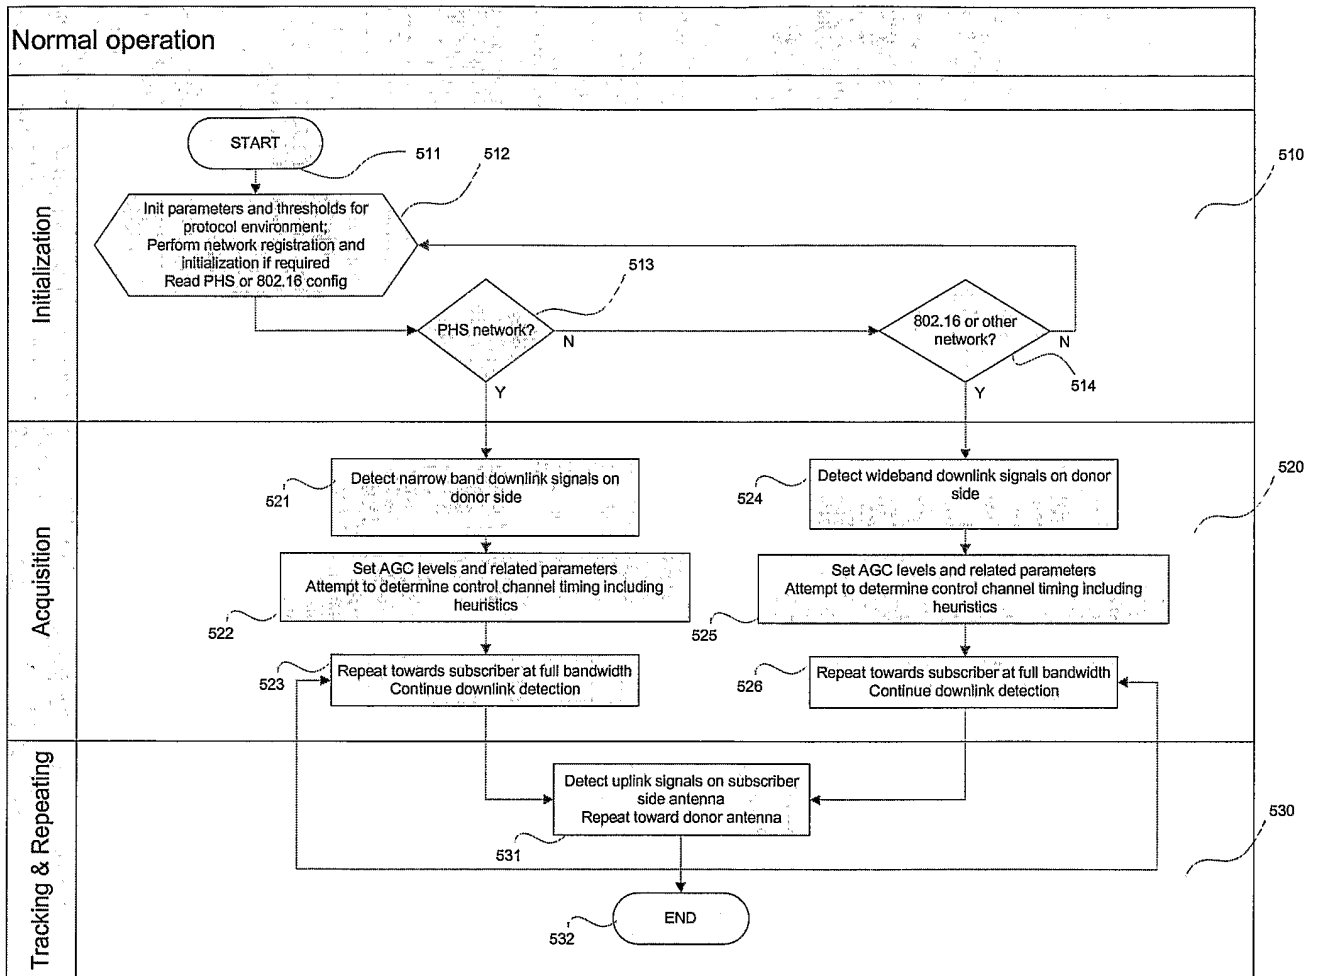 Normal operation
Initialization
START
511
512
510
Init parameters and thresholds for
protocol environment;
Perform network registration and
initialization if required
Read PHS or 802.16 config
513
PHS network?
N
Y
802.16 or other
network?
N
Y
514
Acquisition
520
521
Detect narrow band downlink signals on
donor side
524
Detect wideband downlink signals on donor
side
Set AGC levels and related parameters
Attempt to determine control channel timing including
heuristics
522
Set AGC levels and related parameters
Attempt to determine control channel timing including
heuristics
525
523
Repeat towards subscriber at full bandwidth
Continue downlink detection
526
Repeat towards subscriber at full bandwidth
Continue downlink detection
Tracking & Repeating
Detect uplink signals on subscriber
side antenna
Repeat toward donor antenna
530
531
END
532